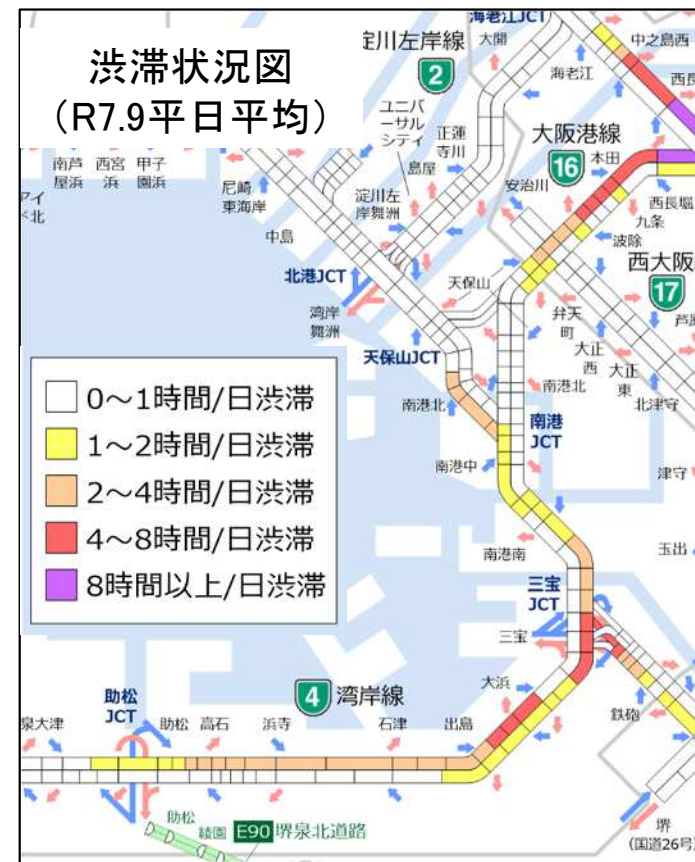 渋滞状況図
（R7.9平日平均）
海老江JCT
淀川左岸線
2
大開
海老江
中之島西
ユニバ
ーサル
シティ
正蓮
寺川
島屋
大阪港線
16
本田
安治川
西長堀
九条
波除
南芦
屋浜
西宮
浜
甲子
園浜
尼崎
東海岸
淀川左
岸舞洲
中島
北港JCT
湾岸
舞洲
天保山
天保山JCT
弁天
町
西大阪
17
大正
西
大正
東
北津守
0～1時間/日渋滞
1～2時間/日渋滞
2～4時間/日渋滞
4～8時間/日渋滞
8時間以上/日渋滞
南港北
南港北
南港
JCT
南港中
津守
南港南
玉出
三宝
JCT
三宝
助松
JCT
4
湾岸線
大浜
鉄砲
泉大津
助松
高石
浜寺
石津
出島
助松
綾園
E90
堺泉北道路
堺
（国道26号）